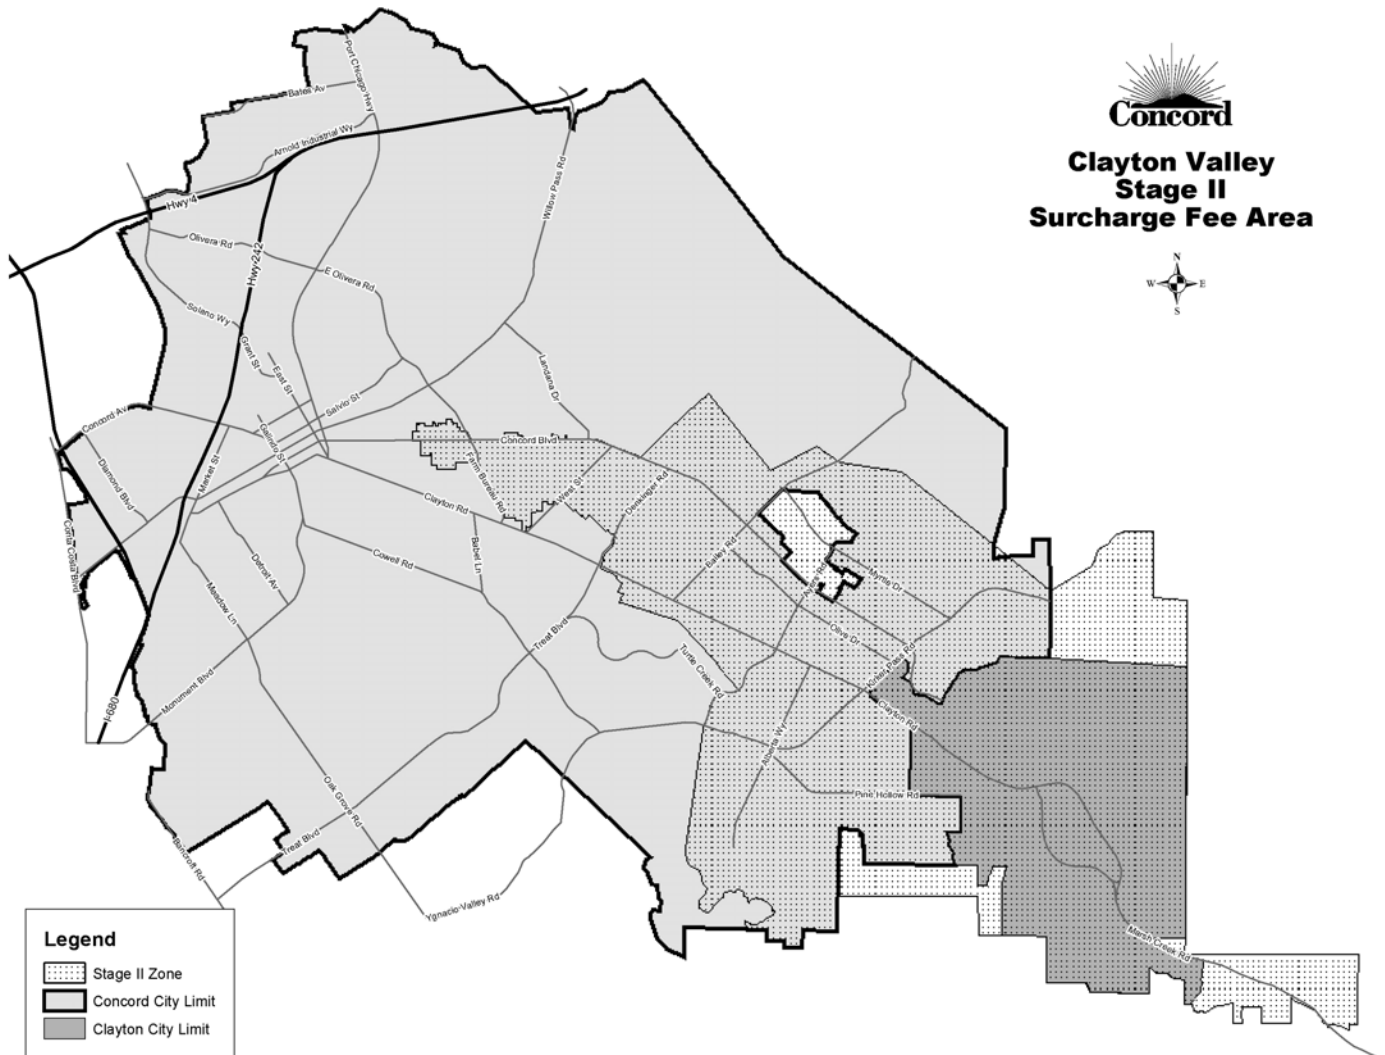 Concord
Clayton Valley
Stage II
Surcharge Fee Area
N
W
E
S
Port Chicago Hwy
Bates Av
Arnold Industrial Wy
Willow Pass Rd
Hwy 4
Olivera Rd
Hwy 242
E Olivera Rd
Solano Wy
Grant St
East St
Landana Dr
Salvio St
Concord Av
Galindo St
Concord Blvd
Market St
Diamond Blvd
Farm Bureau Rd
West St
Denkinger Rd
Clayton Rd
Contra Costa Blvd
Babel Ln
Bailey Rd
Cowell Rd
Detroit Av
Myrtle Dr
Ayers Rd
Meadow Ln
Treat Blvd
Olive Dr
Turtle Creek Rd
Kirker Pass Rd
Monument Blvd
I-680
Clayton Rd
Alberta Wy
Pine Hollow Rd
Oak Grove Rd
Treat Blvd
Bancroft Rd
Ygnacio Valley Rd
Marsh Creek Rd
Legend
Stage II Zone
Concord City Limit
Clayton City Limit